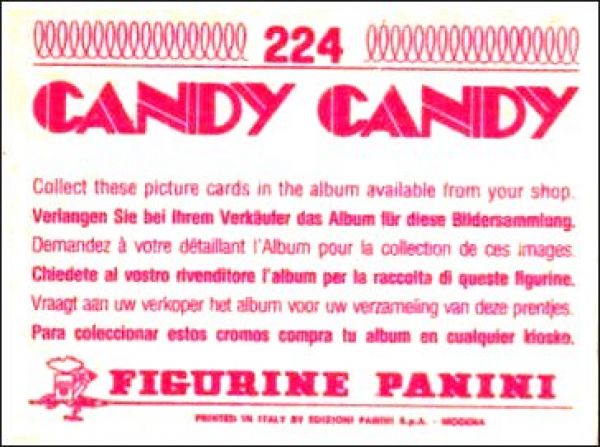 224
CANDY CANDY
Collect these picture cards in the album available from your shop.
Verlangen Sie bei Ihrem Verkäufer das Album für diese Bildersammlung.
Demandez à votre détaillant l'Album pour la collection de ces images.
Chiedete al vostro rivenditore l'album per la raccolta di queste figurine.
Vraagt aan uw verkoper het album voor uw verzameling van deze prentjes.
Para coleccionar estos cromos compra tu album en cualquier kiosko.
FIGURINE PANINI
PRINTED IN ITALY BY EDIZIONI PANINI S.p.A. - MODENA